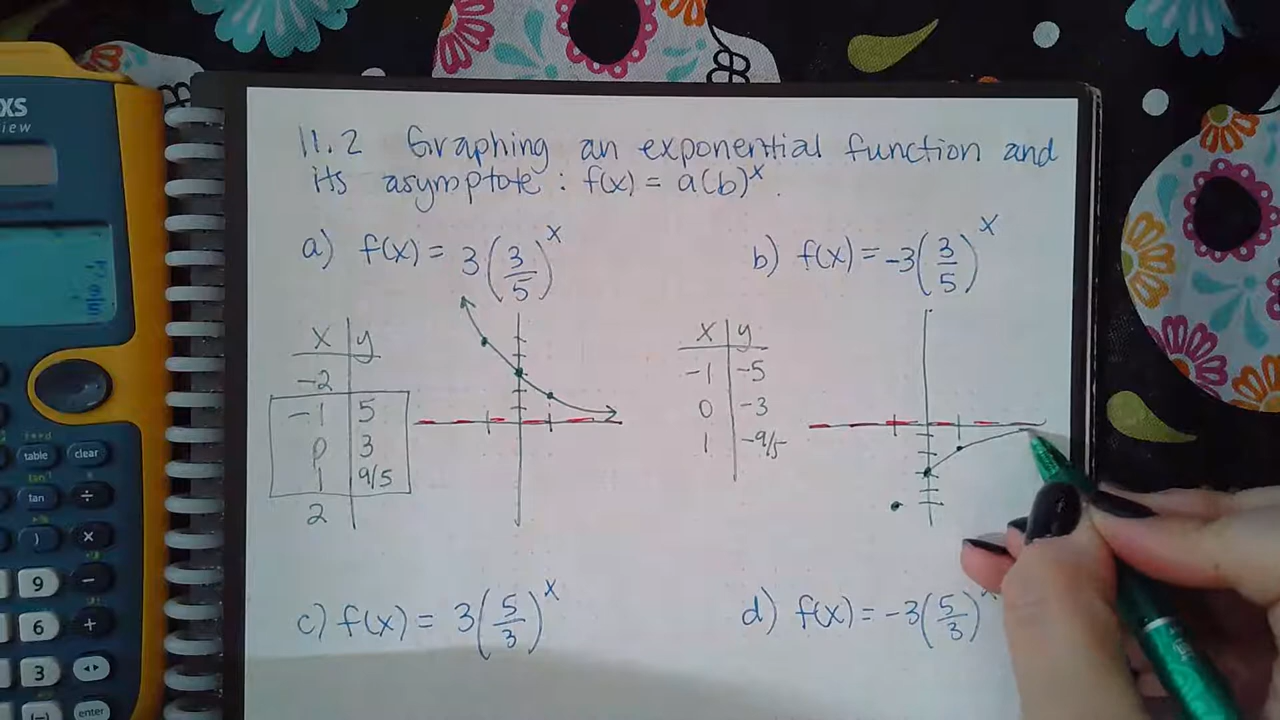 11.2 Graphing an exponential function and
its asymptote : f(x) = a(b)^x.
a) f(x) = 3(3/5)^x
b) f(x) = -3(3/5)^x
x | y
-2 |
-1 | 5
0 | 3
1 | 9/5
2 |
x | y
-1 | -5
0 | -3
1 | -9/5
c) f(x) = 3(5/3)^x
d) f(x) = -3(5/3)^x
XS
view
table
clear
tan
÷
)
×
9
−
6
+
3
enter
(−)